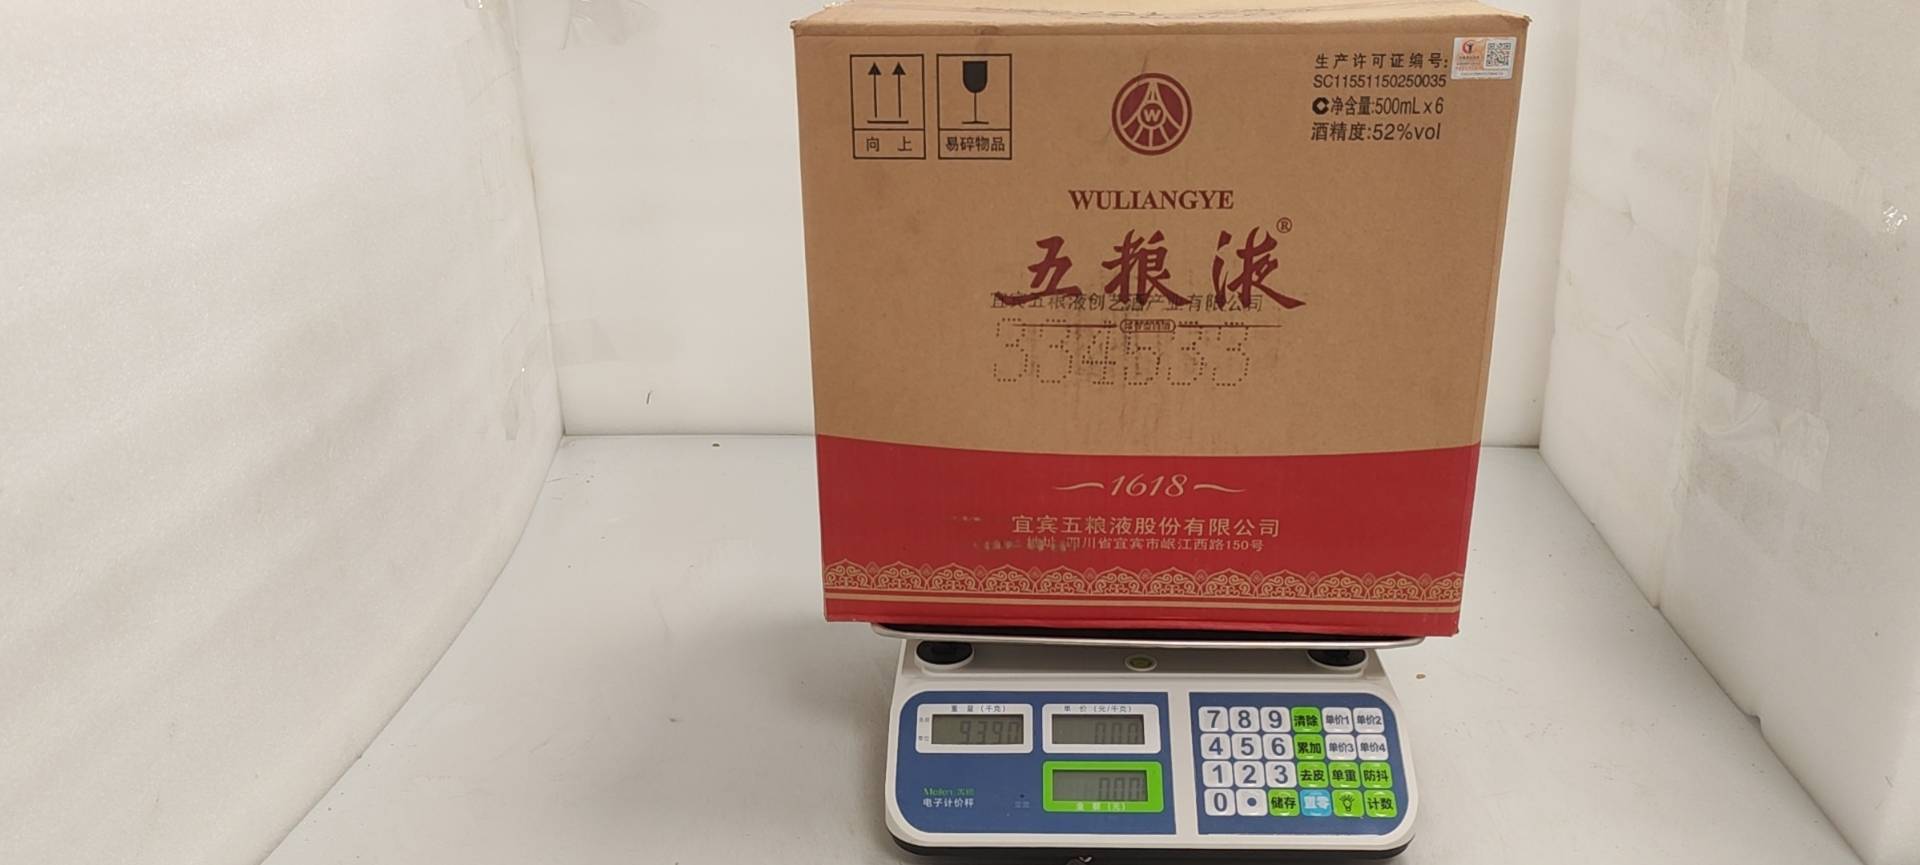 向 上
易碎物品
W
生产许可证编号:
SC11551150250035
C净含量:500mL x 6
酒精度:52%vol
WULIANGYE
五粮液®
宜宾五粮液创艺酒产业有限公司
334533
1618
宜宾五粮液股份有限公司
地址 四川省宜宾市岷江西路150号
重 量 (千克)
单 价 (元/千克)
9.390
0.00
0.00
金 额 (元)
Meilen
电子计价秤
7 8 9 清除 单价1 单价2
4 5 6 累加 单价3 单价4
1 2 3 去皮 单重 防抖
0 • 储存 置零 计数